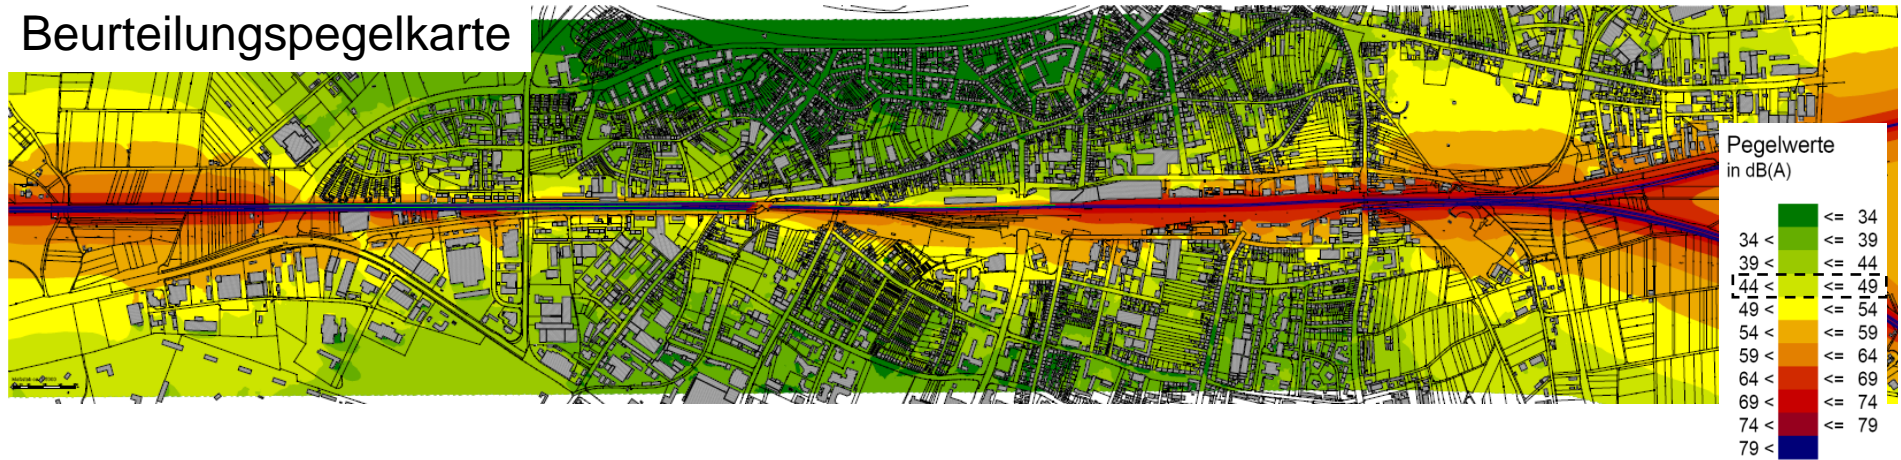 Beurteilungspegelkarte
Pegelwerte
in dB(A)
<= 34
34 < <= 39
39 < <= 44
44 < <= 49
49 < <= 54
54 < <= 59
59 < <= 64
64 < <= 69
69 < <= 74
74 < <= 79
79 <